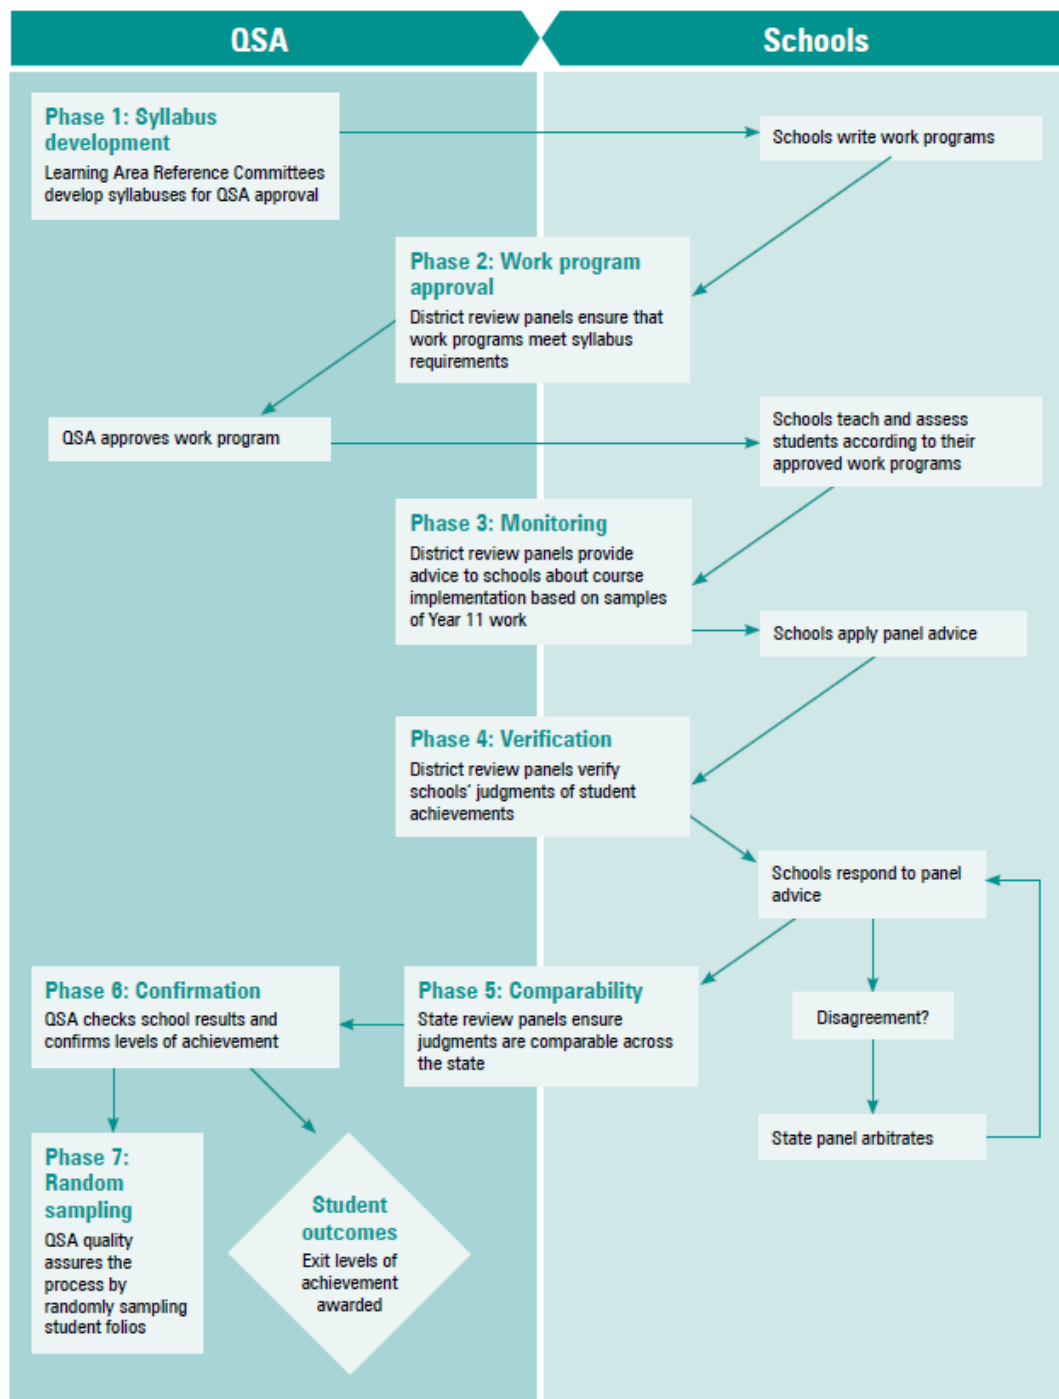 QSA
Schools
Phase 1: Syllabus
development
Learning Area Reference Committees
develop syllabuses for QSA approval
Schools write work programs
Phase 2: Work program
approval
District review panels ensure that
work programs meet syllabus
requirements
QSA approves work program
Schools teach and assess
students according to their
approved work programs
Phase 3: Monitoring
District review panels provide
advice to schools about course
implementation based on samples
of Year 11 work
Schools apply panel advice
Phase 4: Verification
District review panels verify
schools' judgments of student
achievements
Schools respond to panel
advice
Phase 6: Confirmation
QSA checks school results and
confirms levels of achievement
Phase 5: Comparability
State review panels ensure
judgments are comparable across
the state
Disagreement?
State panel arbitrates
Phase 7:
Random
sampling
QSA quality
assures the
process by
randomly sampling
student folios
Student
outcomes
Exit levels of
achievement
awarded